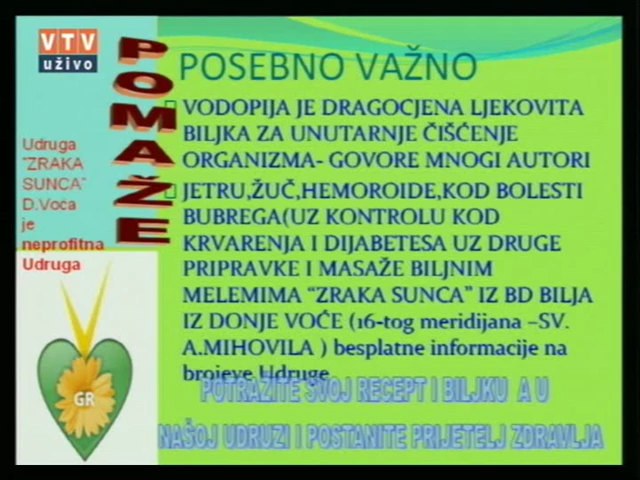 VTV
uživo
POMAŽE
Udruga
"ZRAKA
SUNCA"
D.Voća
je
neprofitna
Udruga
GR
POSEBNO VAŽNO
VODOPIJA JE DRAGOCJENA LJEKOVITA
BILJKA ZA UNUTARNJE ČIŠĆENJE
ORGANIZMA- GOVORE MNOGI AUTORI
JETRU,ŽUČ,HEMOROIDE,KOD BOLESTI
BUBREGA(UZ KONTROLU KOD
KRVARENJA I DIJABETESA UZ DRUGE
PRIPRAVKE I MASAŽE BILJNIM
MELEMIMA "ZRAKA SUNCA" IZ BD BILJA
IZ DONJE VOĆE (16-tog meridijana –SV.
A.MIHOVILA ) besplatne informacije na
brojeve Udruge
POTRAŽITE SVOJ RECEPT I BILJKU A U
NAŠOJ UDRUZI I POSTANITE PRIJETELJ ZDRAVLJA